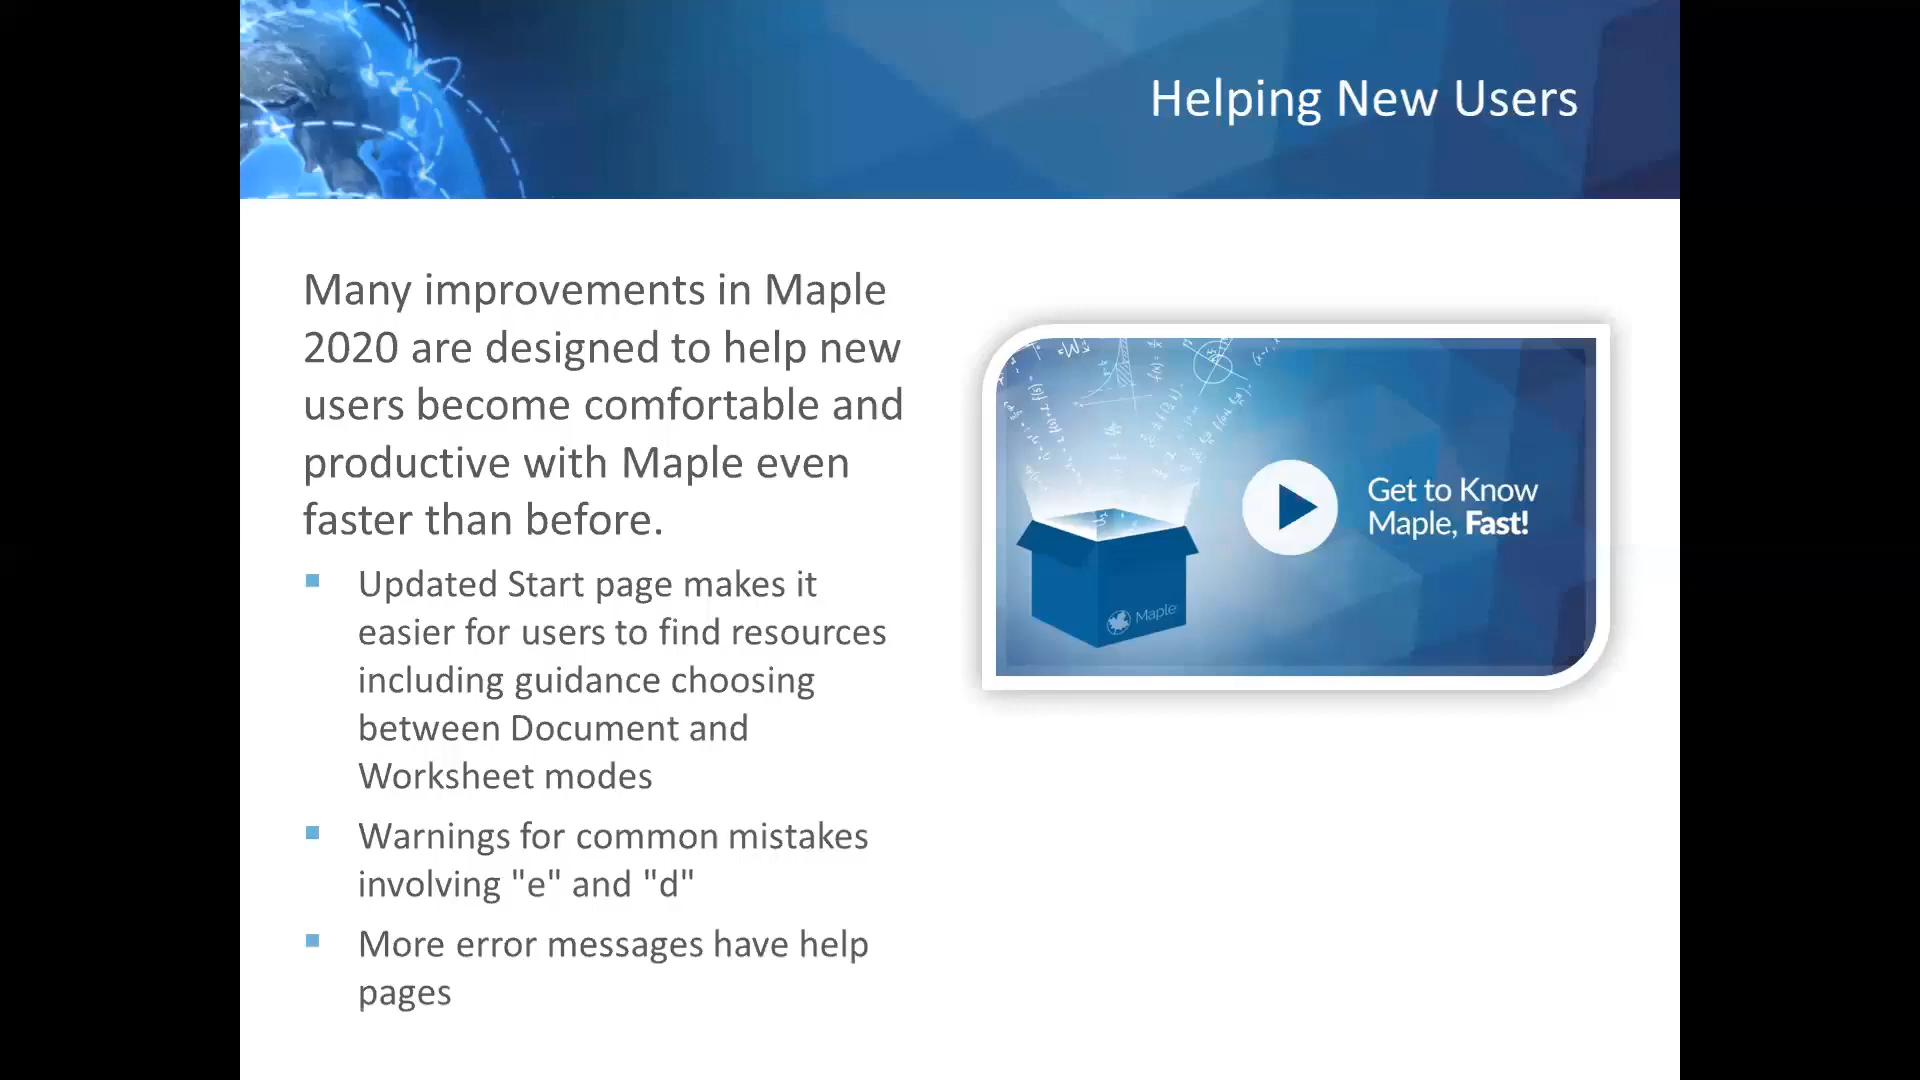 Helping New Users
Many improvements in Maple
2020 are designed to help new
users become comfortable and
productive with Maple even
faster than before.
Updated Start page makes it
easier for users to find resources
including guidance choosing
between Document and
Worksheet modes
Warnings for common mistakes
involving "e" and "d"
More error messages have help
pages
Get to Know
Maple, Fast!
Maple